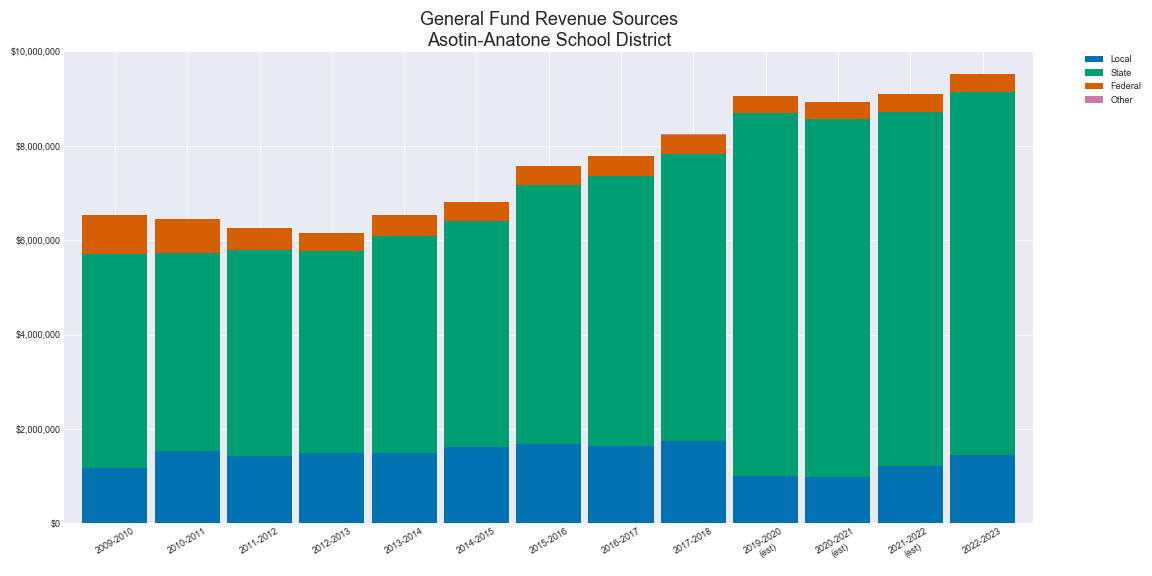 General Fund Revenue Sources
Asotin-Anatone School District
$10,000,000
$8,000,000
$6,000,000
$4,000,000
$2,000,000
$0
Local
State
Federal
Other
2009-2010
2010-2011
2011-2012
2012-2013
2013-2014
2014-2015
2015-2016
2016-2017
2017-2018
2019-2020
(est)
2020-2021
(est)
2021-2022
(est)
2022-2023